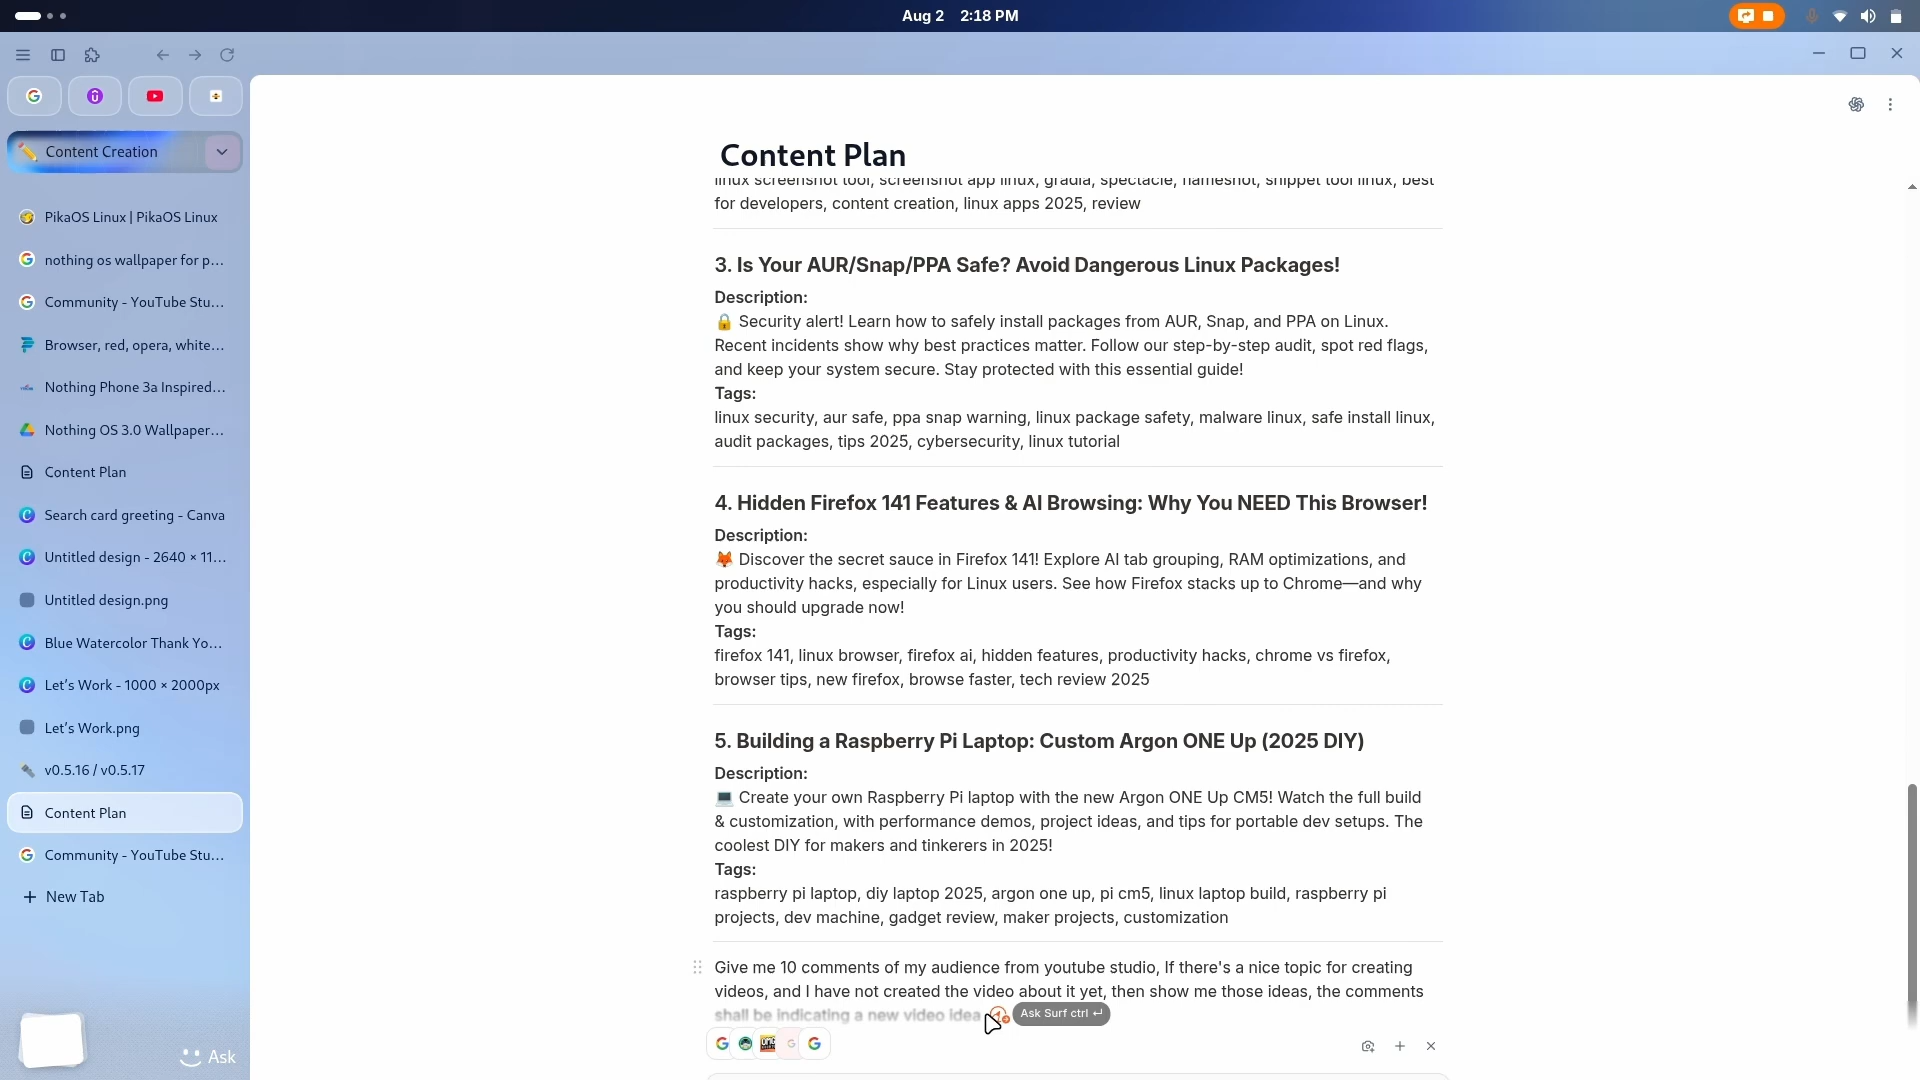 Aug 2 2:18 PM
Content Creation
PikaOS Linux | PikaOS Linux
nothing os wallpaper for p...
Community - YouTube Stu...
Browser, red, opera, white...
Nothing Phone 3a Inspired...
Nothing OS 3.0 Wallpaper...
Content Plan
Search card greeting - Canva
Untitled design - 2640 × 11...
Untitled design.png
Blue Watercolor Thank Yo...
Let's Work - 1000 × 2000px
Let's Work.png
v0.5.16 / v0.5.17
Content Plan
Community - YouTube Stu...
New Tab
Ask
Content Plan
linux screenshot tool, screenshot app linux, gradia, spectacle, flameshot, snippet tool linux, best
for developers, content creation, linux apps 2025, review
3. Is Your AUR/Snap/PPA Safe? Avoid Dangerous Linux Packages!
Description:
🔒 Security alert! Learn how to safely install packages from AUR, Snap, and PPA on Linux.
Recent incidents show why best practices matter. Follow our step-by-step audit, spot red flags,
and keep your system secure. Stay protected with this essential guide!
Tags:
linux security, aur safe, ppa snap warning, linux package safety, malware linux, safe install linux,
audit packages, tips 2025, cybersecurity, linux tutorial
4. Hidden Firefox 141 Features & AI Browsing: Why You NEED This Browser!
Description:
🦊 Discover the secret sauce in Firefox 141! Explore AI tab grouping, RAM optimizations, and
productivity hacks, especially for Linux users. See how Firefox stacks up to Chrome—and why
you should upgrade now!
Tags:
firefox 141, linux browser, firefox ai, hidden features, productivity hacks, chrome vs firefox,
browser tips, new firefox, browse faster, tech review 2025
5. Building a Raspberry Pi Laptop: Custom Argon ONE Up (2025 DIY)
Description:
💻 Create your own Raspberry Pi laptop with the new Argon ONE Up CM5! Watch the full build
& customization, with performance demos, project ideas, and tips for portable dev setups. The
coolest DIY for makers and tinkerers in 2025!
Tags:
raspberry pi laptop, diy laptop 2025, argon one up, pi cm5, linux laptop build, raspberry pi
projects, dev machine, gadget review, maker projects, customization
Give me 10 comments of my audience from youtube studio, If there's a nice topic for creating
videos, and I have not created the video about it yet, then show me those ideas, the comments
shall be indicating a new video idea
Ask Surf ctrl ↵